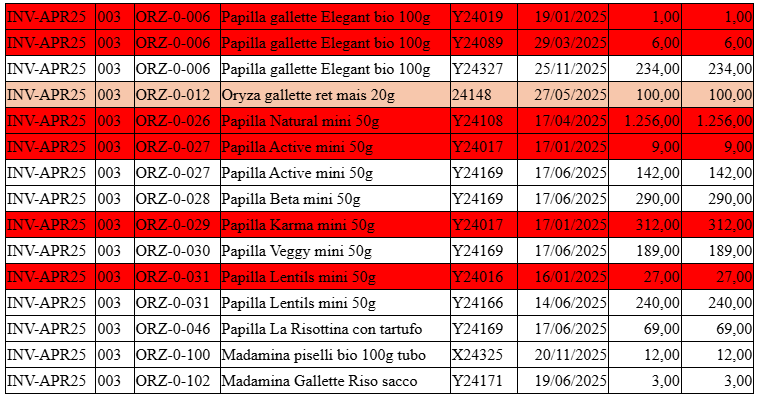 INV-APR25 003 ORZ-0-006 Papilla gallette Elegant bio 100g Y24019 19/01/2025 1,00 1,00
INV-APR25 003 ORZ-0-006 Papilla gallette Elegant bio 100g Y24089 29/03/2025 6,00 6,00
INV-APR25 003 ORZ-0-006 Papilla gallette Elegant bio 100g Y24327 25/11/2025 234,00 234,00
INV-APR25 003 ORZ-0-012 Oryza gallette ret mais 20g 24148 27/05/2025 100,00 100,00
INV-APR25 003 ORZ-0-026 Papilla Natural mini 50g Y24108 17/04/2025 1.256,00 1.256,00
INV-APR25 003 ORZ-0-027 Papilla Active mini 50g Y24017 17/01/2025 9,00 9,00
INV-APR25 003 ORZ-0-027 Papilla Active mini 50g Y24169 17/06/2025 142,00 142,00
INV-APR25 003 ORZ-0-028 Papilla Beta mini 50g Y24169 17/06/2025 290,00 290,00
INV-APR25 003 ORZ-0-029 Papilla Karma mini 50g Y24017 17/01/2025 312,00 312,00
INV-APR25 003 ORZ-0-030 Papilla Veggy mini 50g Y24169 17/06/2025 189,00 189,00
INV-APR25 003 ORZ-0-031 Papilla Lentils mini 50g Y24016 16/01/2025 27,00 27,00
INV-APR25 003 ORZ-0-031 Papilla Lentils mini 50g Y24166 14/06/2025 240,00 240,00
INV-APR25 003 ORZ-0-046 Papilla La Risottina con tartufo Y24169 17/06/2025 69,00 69,00
INV-APR25 003 ORZ-0-100 Madamina piselli bio 100g tubo X24325 20/11/2025 12,00 12,00
INV-APR25 003 ORZ-0-102 Madamina Gallette Riso sacco Y24171 19/06/2025 3,00 3,00